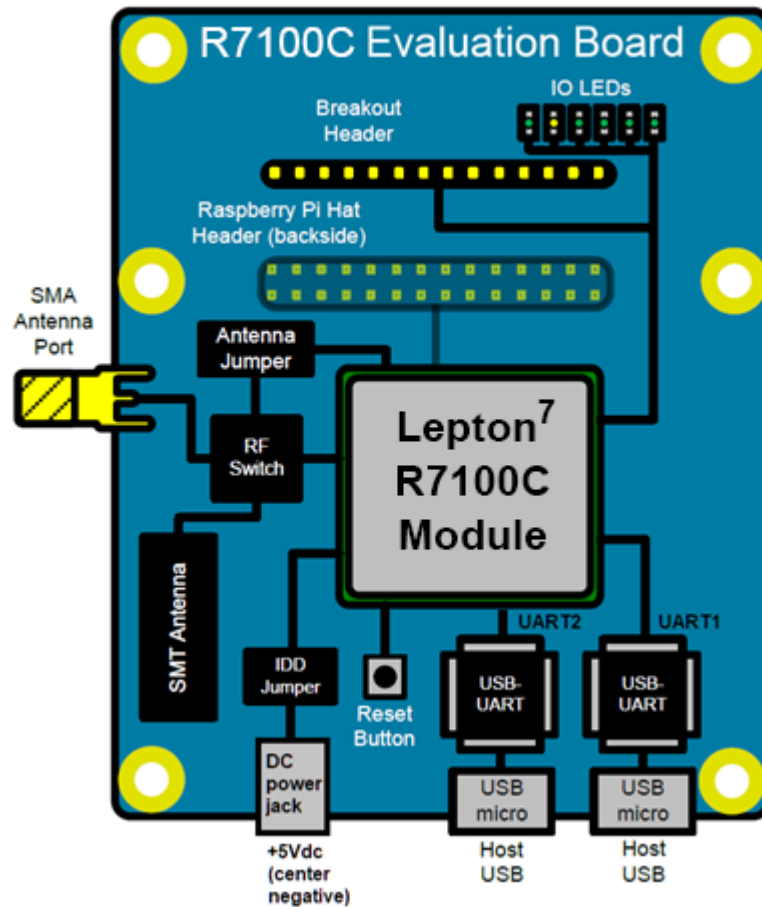 R7100C Evaluation Board
IO LEDs
Breakout
Header
Raspberry Pi Hat
Header (backside)
SMA
Antenna
Port
Antenna
Jumper
RF
Switch
Lepton⁷
R7100C
Module
SMT Antenna
IDD
Jumper
Reset
Button
UART2
UART1
USB-
UART
USB-
UART
DC
power
jack
USB
micro
USB
micro
+5Vdc
(center
negative)
Host
USB
Host
USB